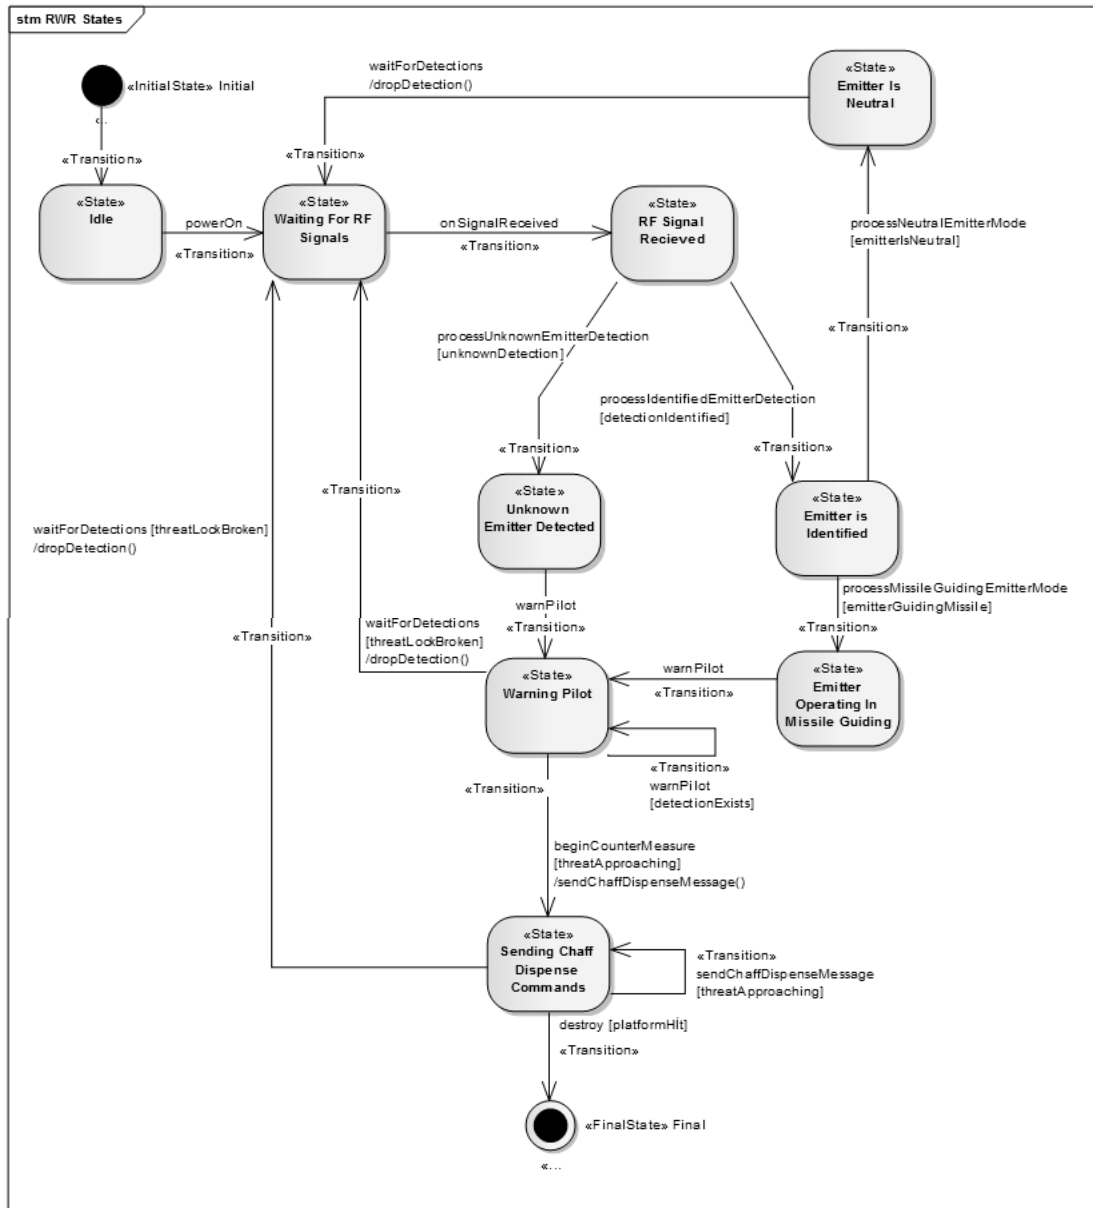 stm RWR States
«InitialState» Initial
«...
«Transition»
«State»
Idle
powerOn
«Transition»
waitForDetections
/dropDetection()
«Transition»
«State»
Waiting For RF
Signals
onSignalReceived
«Transition»
«State»
RF Signal
Recieved
«State»
Emitter Is
Neutral
processNeutralEmitterMode
[emitterIsNeutral]
«Transition»
processUnknownEmitterDetection
[unknownDetection]
«Transition»
processIdentifiedEmitterDetection
[detectionIdentified]
«Transition»
«State»
Unknown
Emitter Detected
«State»
Emitter is
Identified
«Transition»
waitForDetections [threatLockBroken]
/dropDetection()
«Transition»
waitForDetections
[threatLockBroken]
/dropDetection()
warnPilot
«Transition»
processMissileGuidingEmitterMode
[emitterGuidingMissile]
«Transition»
«State»
Warning Pilot
warnPilot
«Transition»
«State»
Emitter
Operating In
Missile Guiding
«Transition»
warnPilot
[detectionExists]
«Transition»
beginCounterMeasure
[threatApproaching]
/sendChaffDispenseMessage()
«State»
Sending Chaff
Dispense
Commands
«Transition»
sendChaffDispenseMessage
[threatApproaching]
destroy [platformHİt]
«Transition»
«FinalState» Final
«...